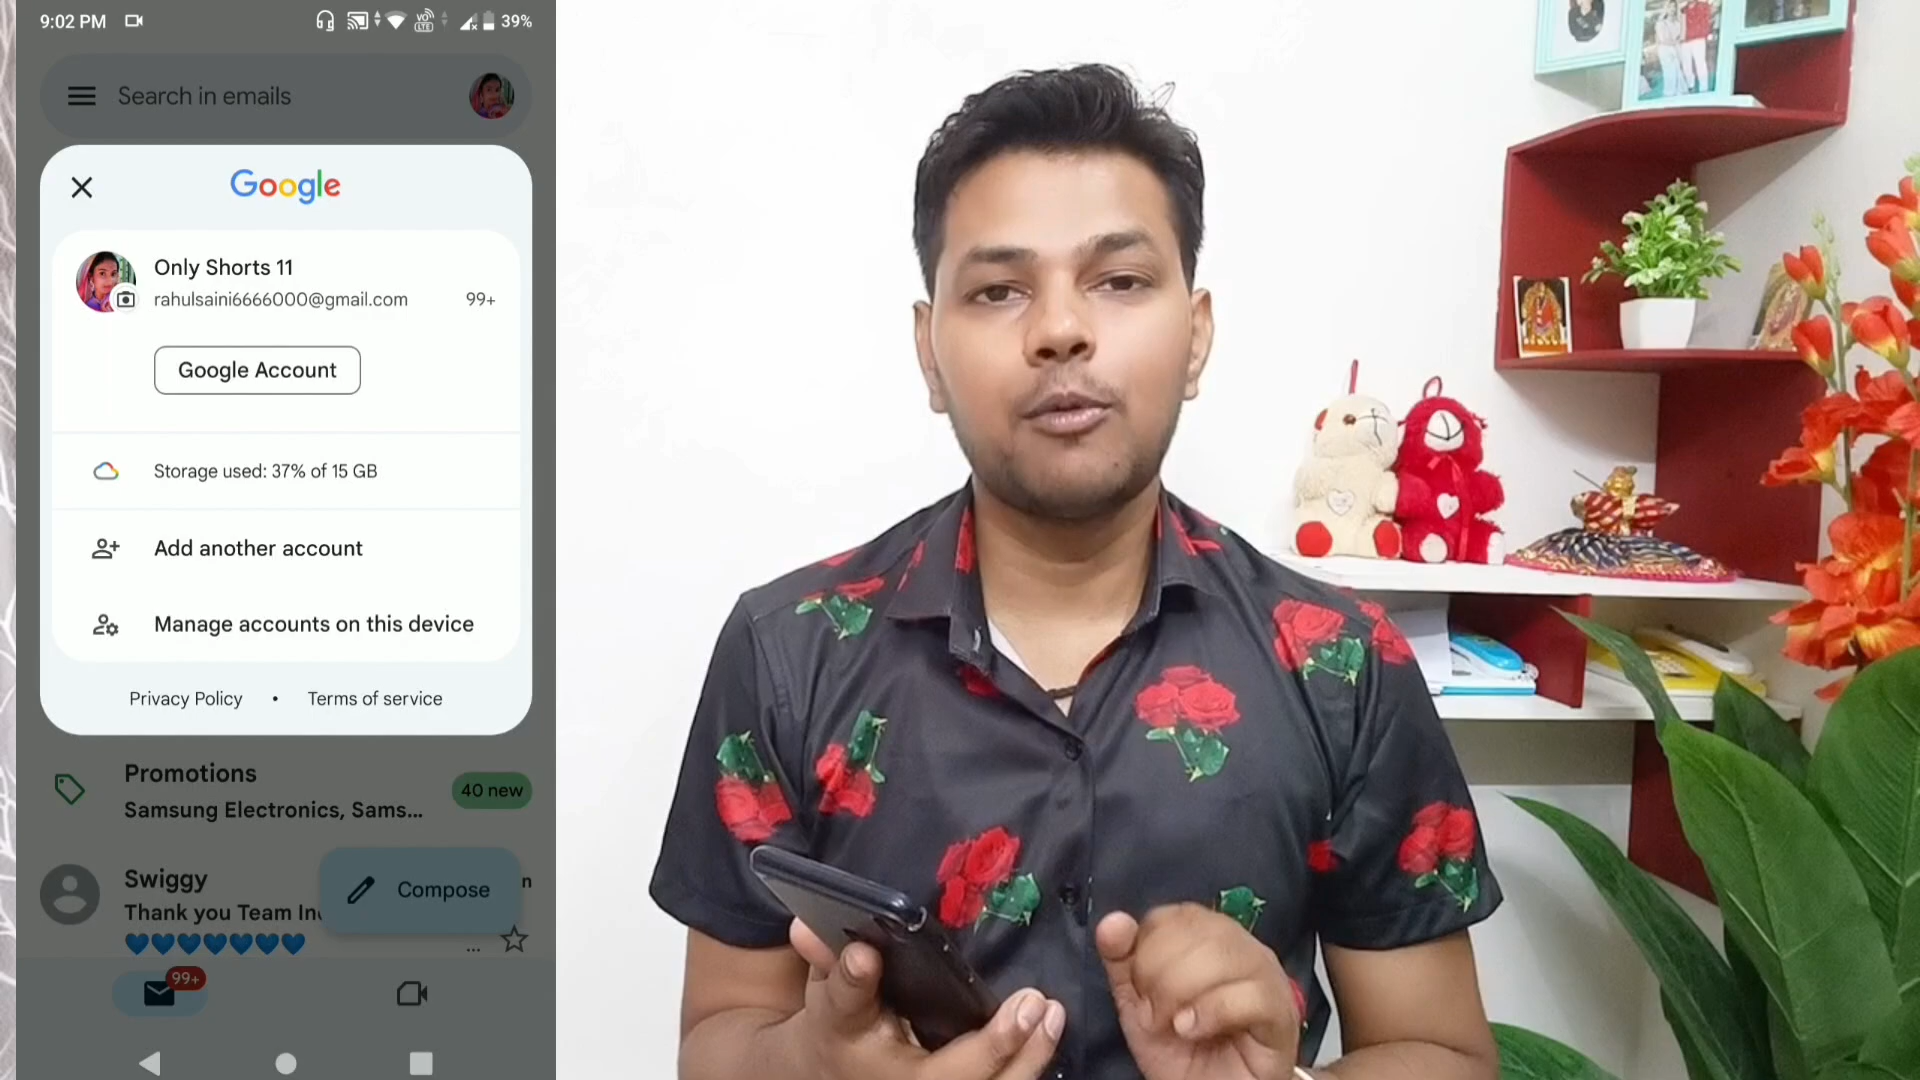 9:02 PM
VO
LTE
39%
Search in emails
Google
Only Shorts 11
rahulsaini6666000@gmail.com
99+
Google Account
Storage used: 37% of 15 GB
Add another account
Manage accounts on this device
Privacy Policy • Terms of service
Promotions
40 new
Samsung Electronics, Sams...
Swiggy
n
Thank you Team In
Compose
...
99+